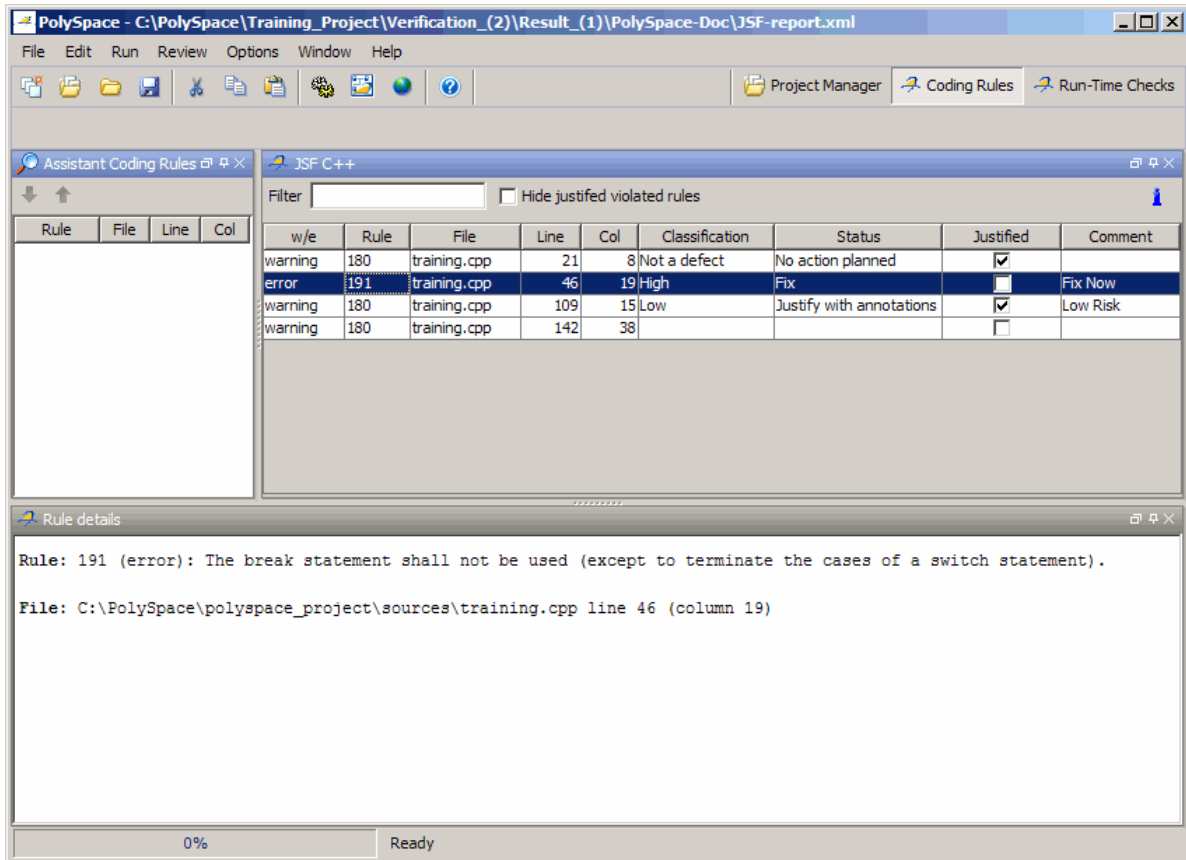 PolySpace - C:\PolySpace\Training_Project\Verification_(2)\Result_(1)\PolySpace-Doc\JSF-report.xml
File Edit Run Review Options Window Help
Project Manager Coding Rules Run-Time Checks
Assistant Coding Rules
Rule File Line Col
JSF C++
Filter Hide justifed violated rules
w/e Rule File Line Col Classification Status Justified Comment
warning 180 training.cpp 21 8 Not a defect No action planned
error 191 training.cpp 46 19 High Fix Fix Now
warning 180 training.cpp 109 15 Low Justify with annotations Low Risk
warning 180 training.cpp 142 38
Rule details
Rule: 191 (error): The break statement shall not be used (except to terminate the cases of a switch statement).
File: C:\PolySpace\polyspace_project\sources\training.cpp line 46 (column 19)
0% Ready